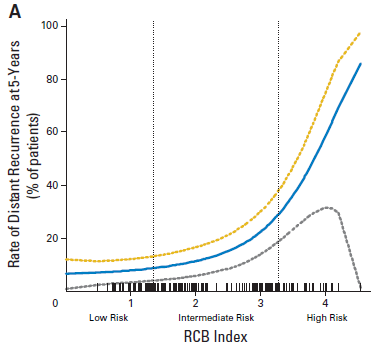 A
Rate of Distant Recurrence at 5-Years
(% of patients)
100
80
60
40
20
0 1 2 3 4
Low Risk Intermediate Risk High Risk
RCB Index